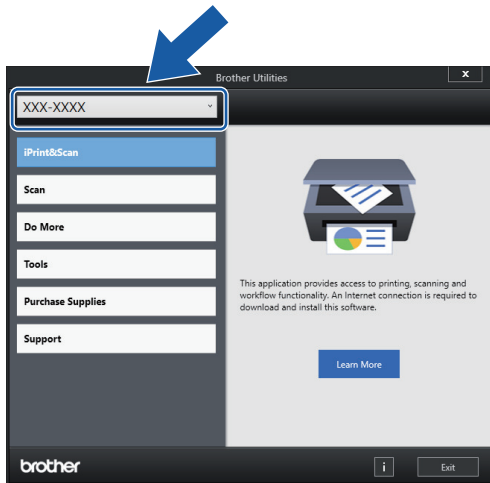 Brother Utilities
x
XXX-XXXX
iPrint&Scan
Scan
Do More
Tools
Purchase Supplies
Support
This application provides access to printing, scanning and
workflow functionality. An Internet connection is required to
download and install this software.
Learn More
brother
i
Exit